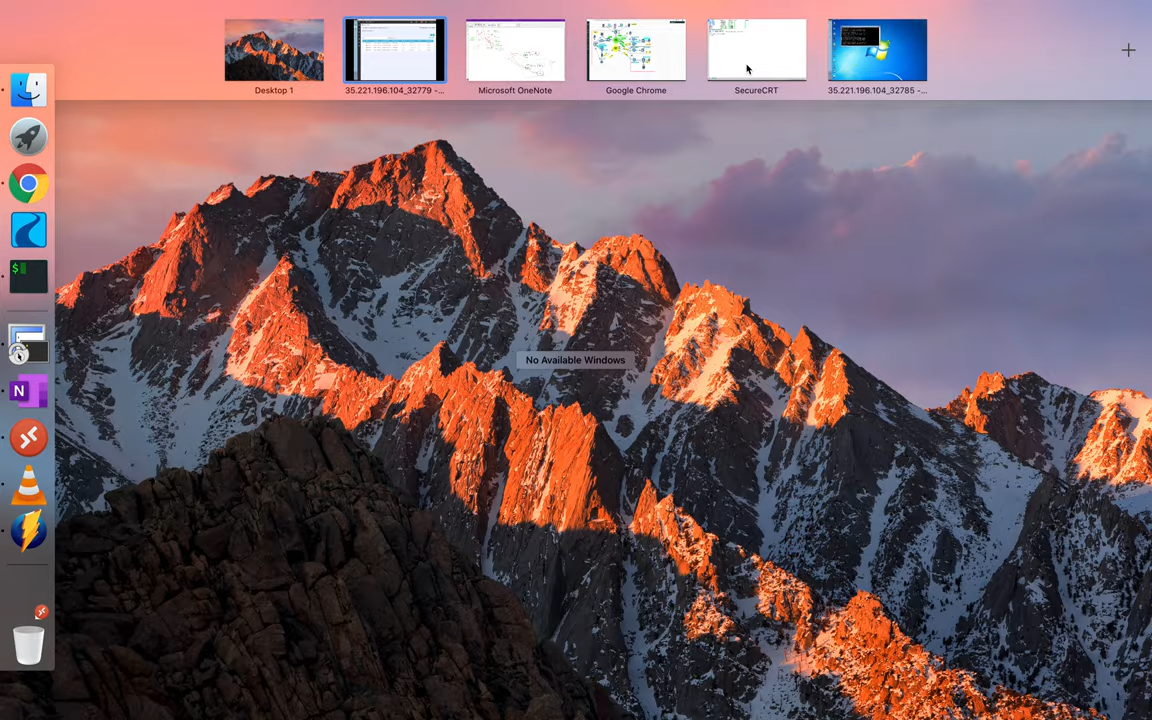 Desktop 1
35.221.196.104_32779 -...
Microsoft OneNote
Google Chrome
SecureCRT
35.221.196.104_32785 -...
No Available Windows
$
N